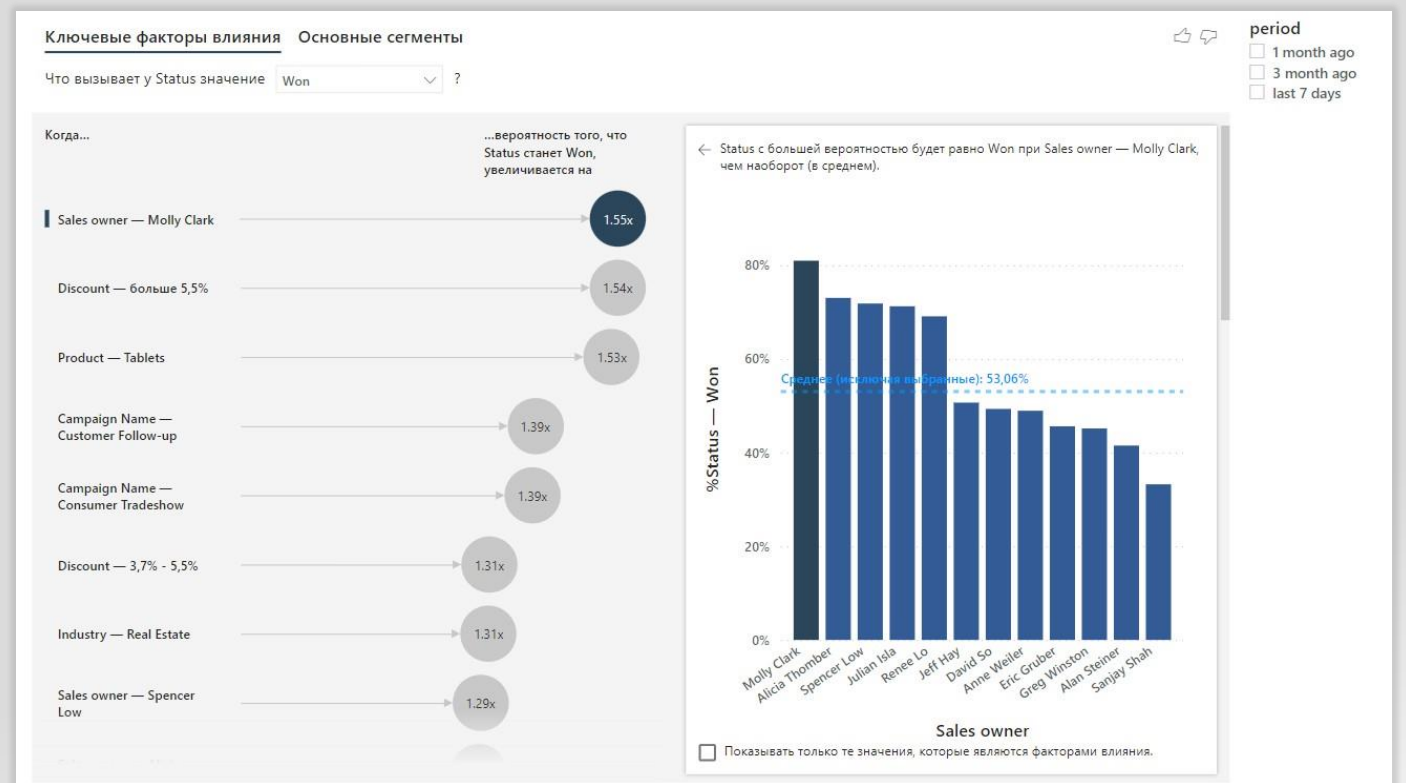 Ключевые факторы влияния Основные сегменты
Что вызывает у Status значение Won ?
Когда...
...вероятность того, что
Status станет Won,
увеличивается на
Sales owner — Molly Clark 1.55x
Discount — больше 5,5% 1.54x
Product — Tablets 1.53x
Campaign Name —
Customer Follow-up
1.39x
Campaign Name —
Consumer Tradeshow
1.39x
Discount — 3,7% - 5,5% 1.31x
Industry — Real Estate 1.31x
Sales owner — Spencer
Low
1.29x
Status с большей вероятностью будет равно Won при Sales owner — Molly Clark,
чем наоборот (в среднем).
%Status — Won
80%
60%
Среднее (исключая выбранные): 53,06%
40%
20%
0%
Molly Clark
Alicia Thomber
Spencer Low
Julian Isla
Renee Lo
Jeff Hay
David So
Anne Weiler
Eric Gruber
Greg Winston
Alan Steiner
Sanjay Shah
Sales owner
Показывать только те значения, которые являются факторами влияния.
period
1 month ago
3 month ago
last 7 days